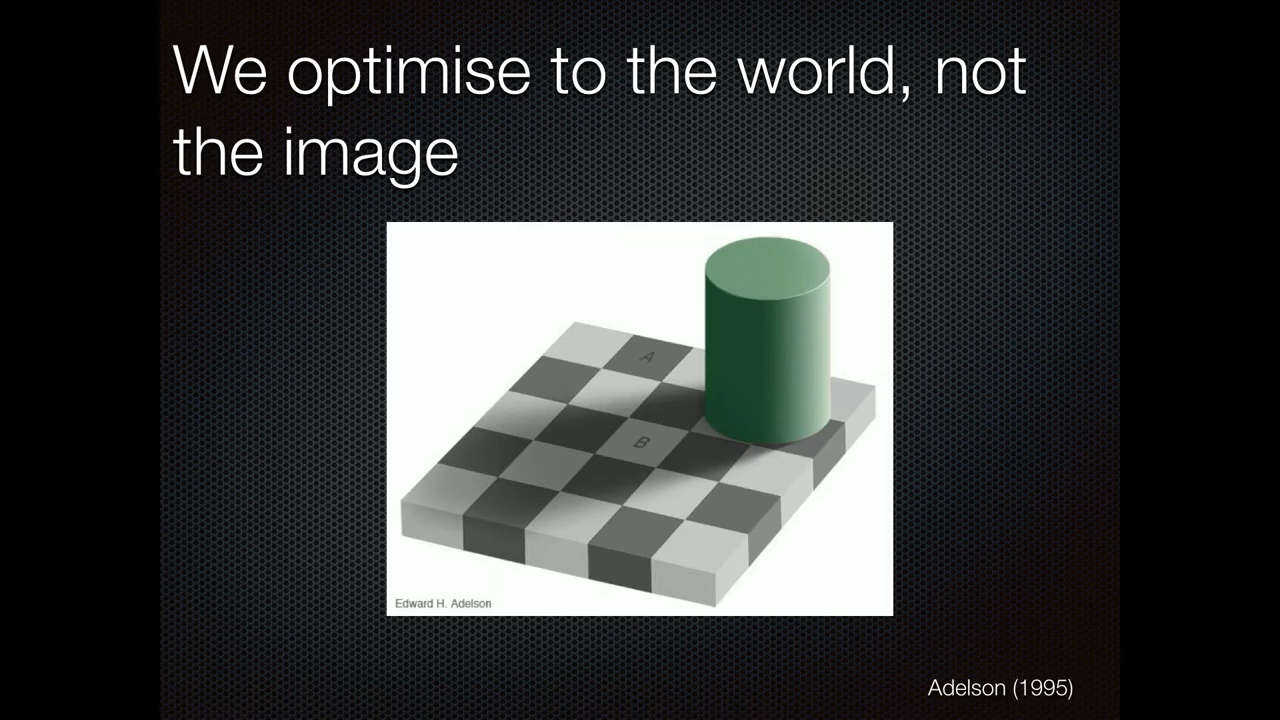 We optimise to the world, not
the image
A
B
Edward H. Adelson
Adelson (1995)